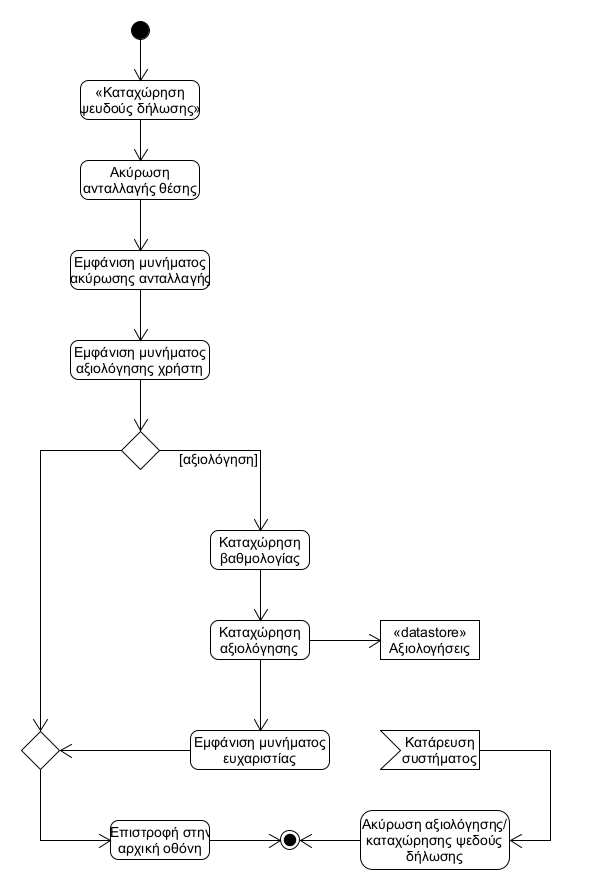 «Καταχώρηση
ψευδούς δήλωσης»
Ακύρωση
ανταλλαγής θέσης
Εμφάνιση μυνήματος
ακύρωσης ανταλλαγής
Εμφάνιση μυνήματος
αξιολόγησης χρήστη
[αξιολόγηση]
Καταχώρηση
βαθμολογίας
Καταχώρηση
αξιολόγησης
«datastore»
Αξιολογήσεις
Εμφάνιση μυνήματος
ευχαριστίας
Κατάρευση
συστήματος
Επιστροφή στην
αρχική οθόνη
Ακύρωση αξιολόγησης/
καταχώρησης ψεδούς
δήλωσης